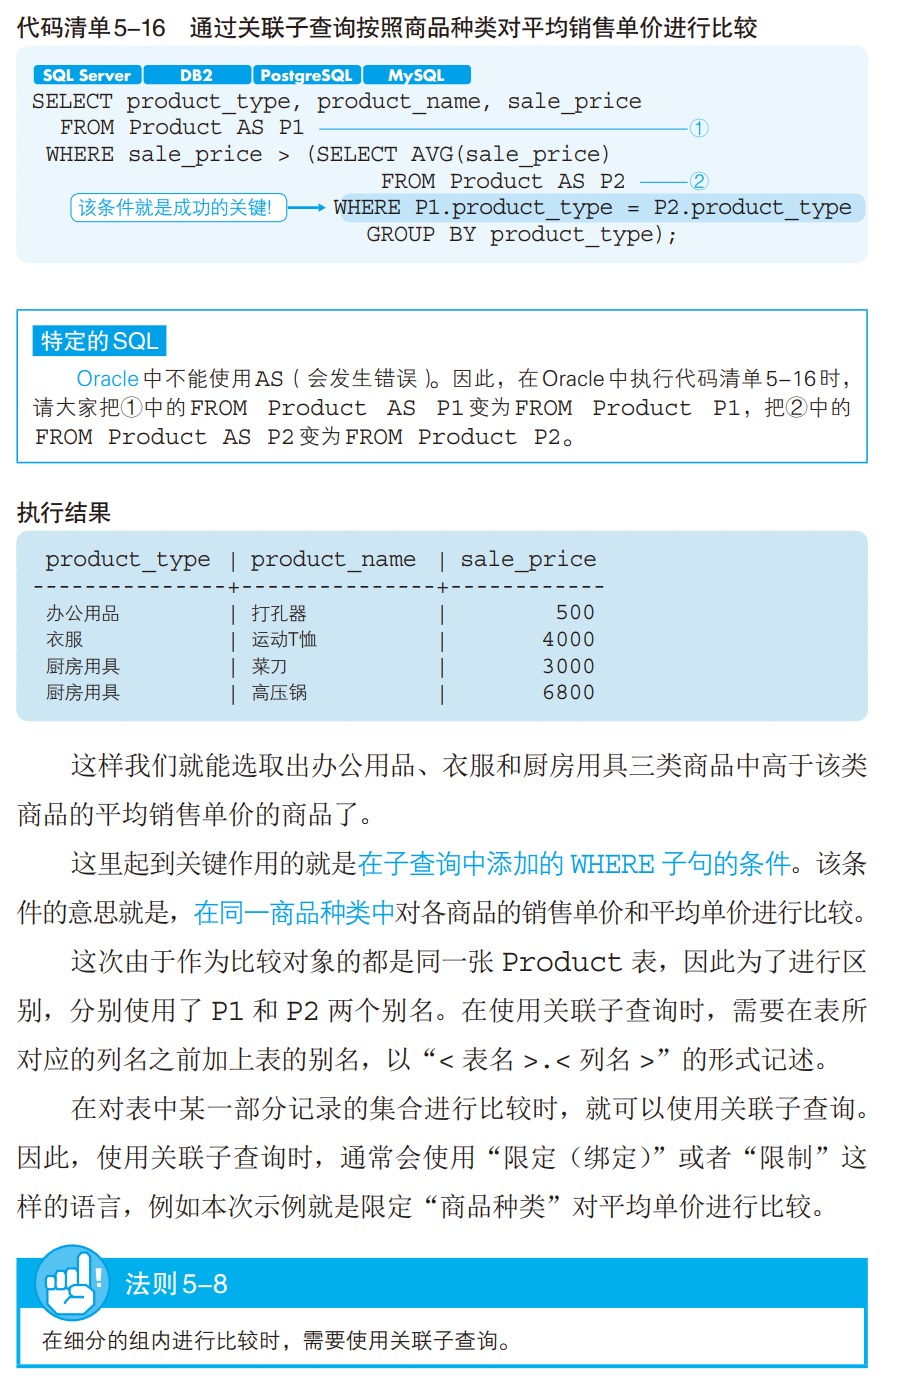 代码清单5-16 通过关联子查询按照商品种类对平均销售单价进行比较
SQL Server DB2 PostgreSQL MySQL
SELECT product_type, product_name, sale_price
FROM Product AS P1 ①
WHERE sale_price > (SELECT AVG(sale_price)
FROM Product AS P2 ②
该条件就是成功的关键! WHERE P1.product_type = P2.product_type
GROUP BY product_type);
特定的SQL
Oracle中不能使用AS(会发生错误)。因此，在Oracle中执行代码清单5-16时，
请大家把①中的FROM Product AS P1变为FROM Product P1，把②中的
FROM Product AS P2变为FROM Product P2。
执行结果
product_type | product_name | sale_price
---------------+---------------+------------
办公用品 | 打孔器 | 500
衣服 | 运动T恤 | 4000
厨房用具 | 菜刀 | 3000
厨房用具 | 高压锅 | 6800
这样我们就能选取出办公用品、衣服和厨房用具三类商品中高于该类
商品的平均销售单价的商品了。
这里起到关键作用的就是在子查询中添加的 WHERE 子句的条件。该条
件的意思就是，在同一商品种类中对各商品的销售单价和平均单价进行比较。
这次由于作为比较对象的都是同一张 Product 表，因此为了进行区
别，分别使用了 P1 和 P2 两个别名。在使用关联子查询时，需要在表所
对应的列名之前加上表的别名，以“< 表名 >.< 列名 >”的形式记述。
在对表中某一部分记录的集合进行比较时，就可以使用关联子查询。
因此，使用关联子查询时，通常会使用“限定（绑定）”或者“限制”这
样的语言，例如本次示例就是限定“商品种类”对平均单价进行比较。
! 法则5-8
在细分的组内进行比较时，需要使用关联子查询。